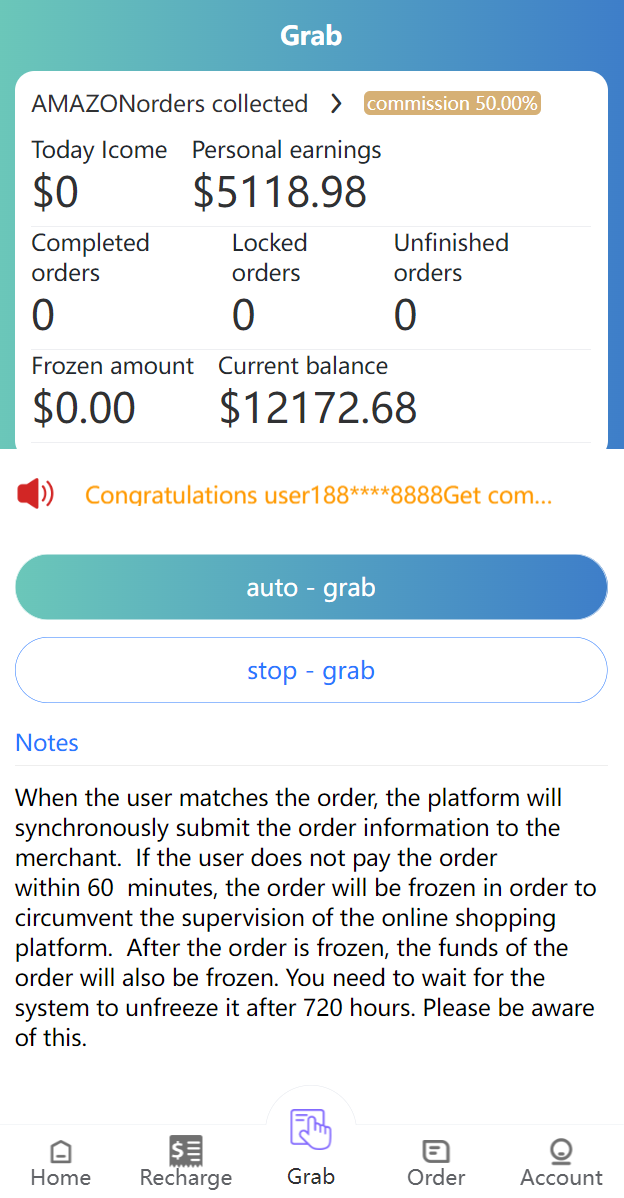 Grab
AMAZONorders collected > commission 50.00%
Today Icome Personal earnings
$0 $5118.98
Completed orders Locked orders Unfinished orders
0 0 0
Frozen amount Current balance
$0.00 $12172.68
Congratulations user188****8888Get com...
auto - grab
stop - grab
Notes
When the user matches the order, the platform will
synchronously submit the order information to the
merchant.  If the user does not pay the order
within 60  minutes, the order will be frozen in order to
circumvent the supervision of the online shopping
platform.  After the order is frozen, the funds of the
order will also be frozen. You need to wait for the
system to unfreeze it after 720 hours. Please be aware
of this.
Home Recharge Grab Order Account